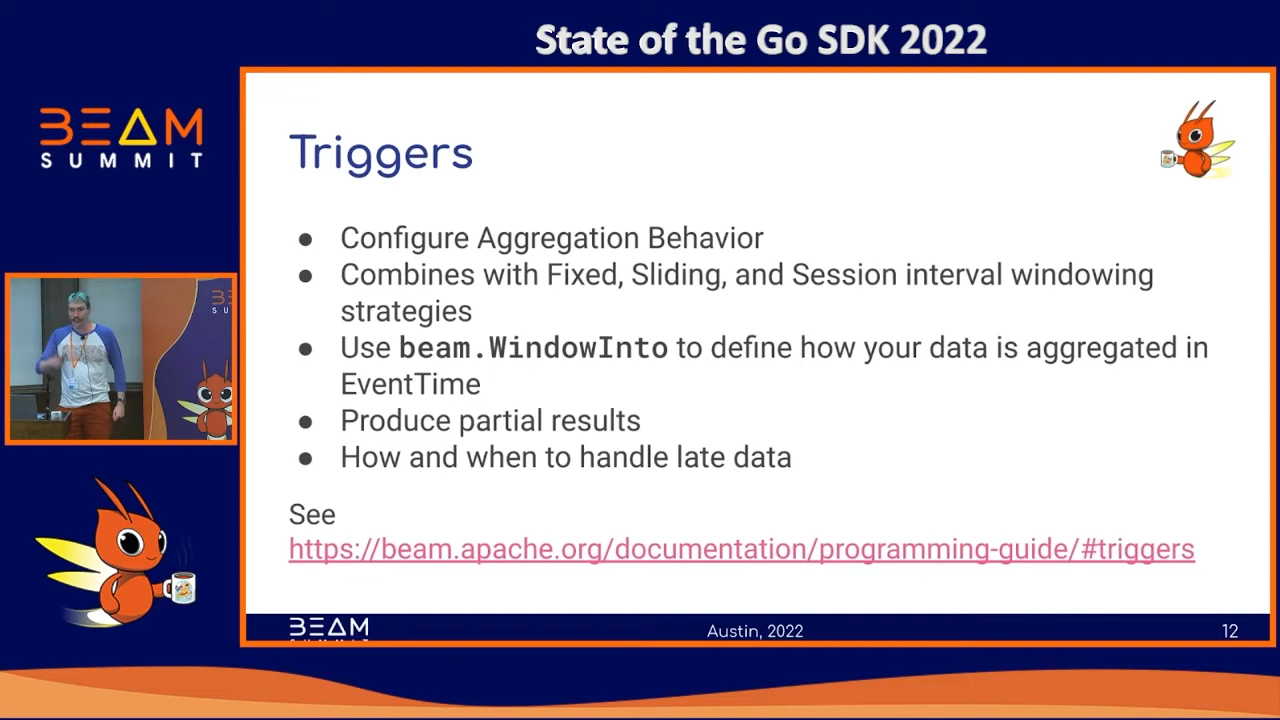 State of the Go SDK 2022
BEAM
SUMMIT
Triggers
● Configure Aggregation Behavior
● Combines with Fixed, Sliding, and Session interval windowing
strategies
● Use beam.WindowInto to define how your data is aggregated in
EventTime
● Produce partial results
● How and when to handle late data
See
https://beam.apache.org/documentation/programming-guide/#triggers
BEAM
SUMMIT
Austin, 2022
12